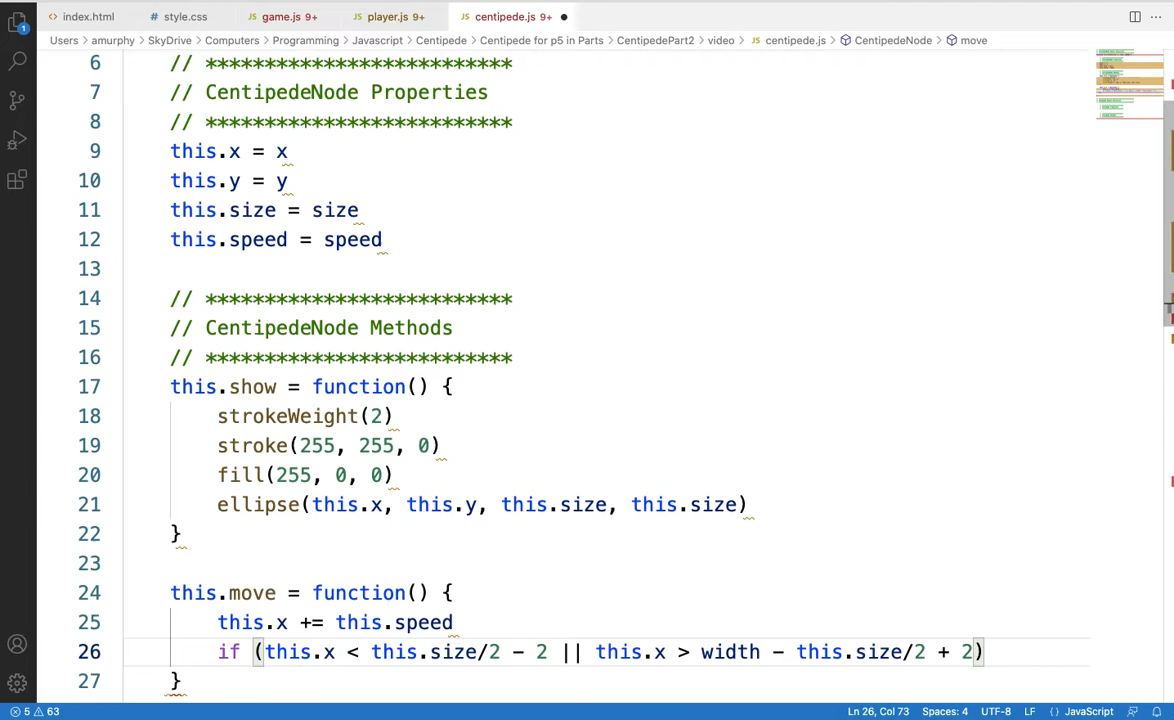 index.html
style.css
game.js 9+
player.js 9+
centipede.js 9+
Users > amurphy > SkyDrive > Computers > Programming > Javascript > Centipede > Centipede for p5 in Parts > CentipedePart2 > video > JS centipede.js > CentipedeNode > move
6 // **************************
7 // CentipedeNode Properties
8 // **************************
9 this.x = x
10 this.y = y
11 this.size = size
12 this.speed = speed
13
14 // **************************
15 // CentipedeNode Methods
16 // **************************
17 this.show = function() {
18 strokeWeight(2)
19 stroke(255, 255, 0)
20 fill(255, 0, 0)
21 ellipse(this.x, this.y, this.size, this.size)
22 }
23
24 this.move = function() {
25 this.x += this.speed
26 if (this.x < this.size/2 - 2 || this.x > width - this.size/2 + 2)
27 }
5 63 Ln 26, Col 73 Spaces: 4 UTF-8 LF {} JavaScript